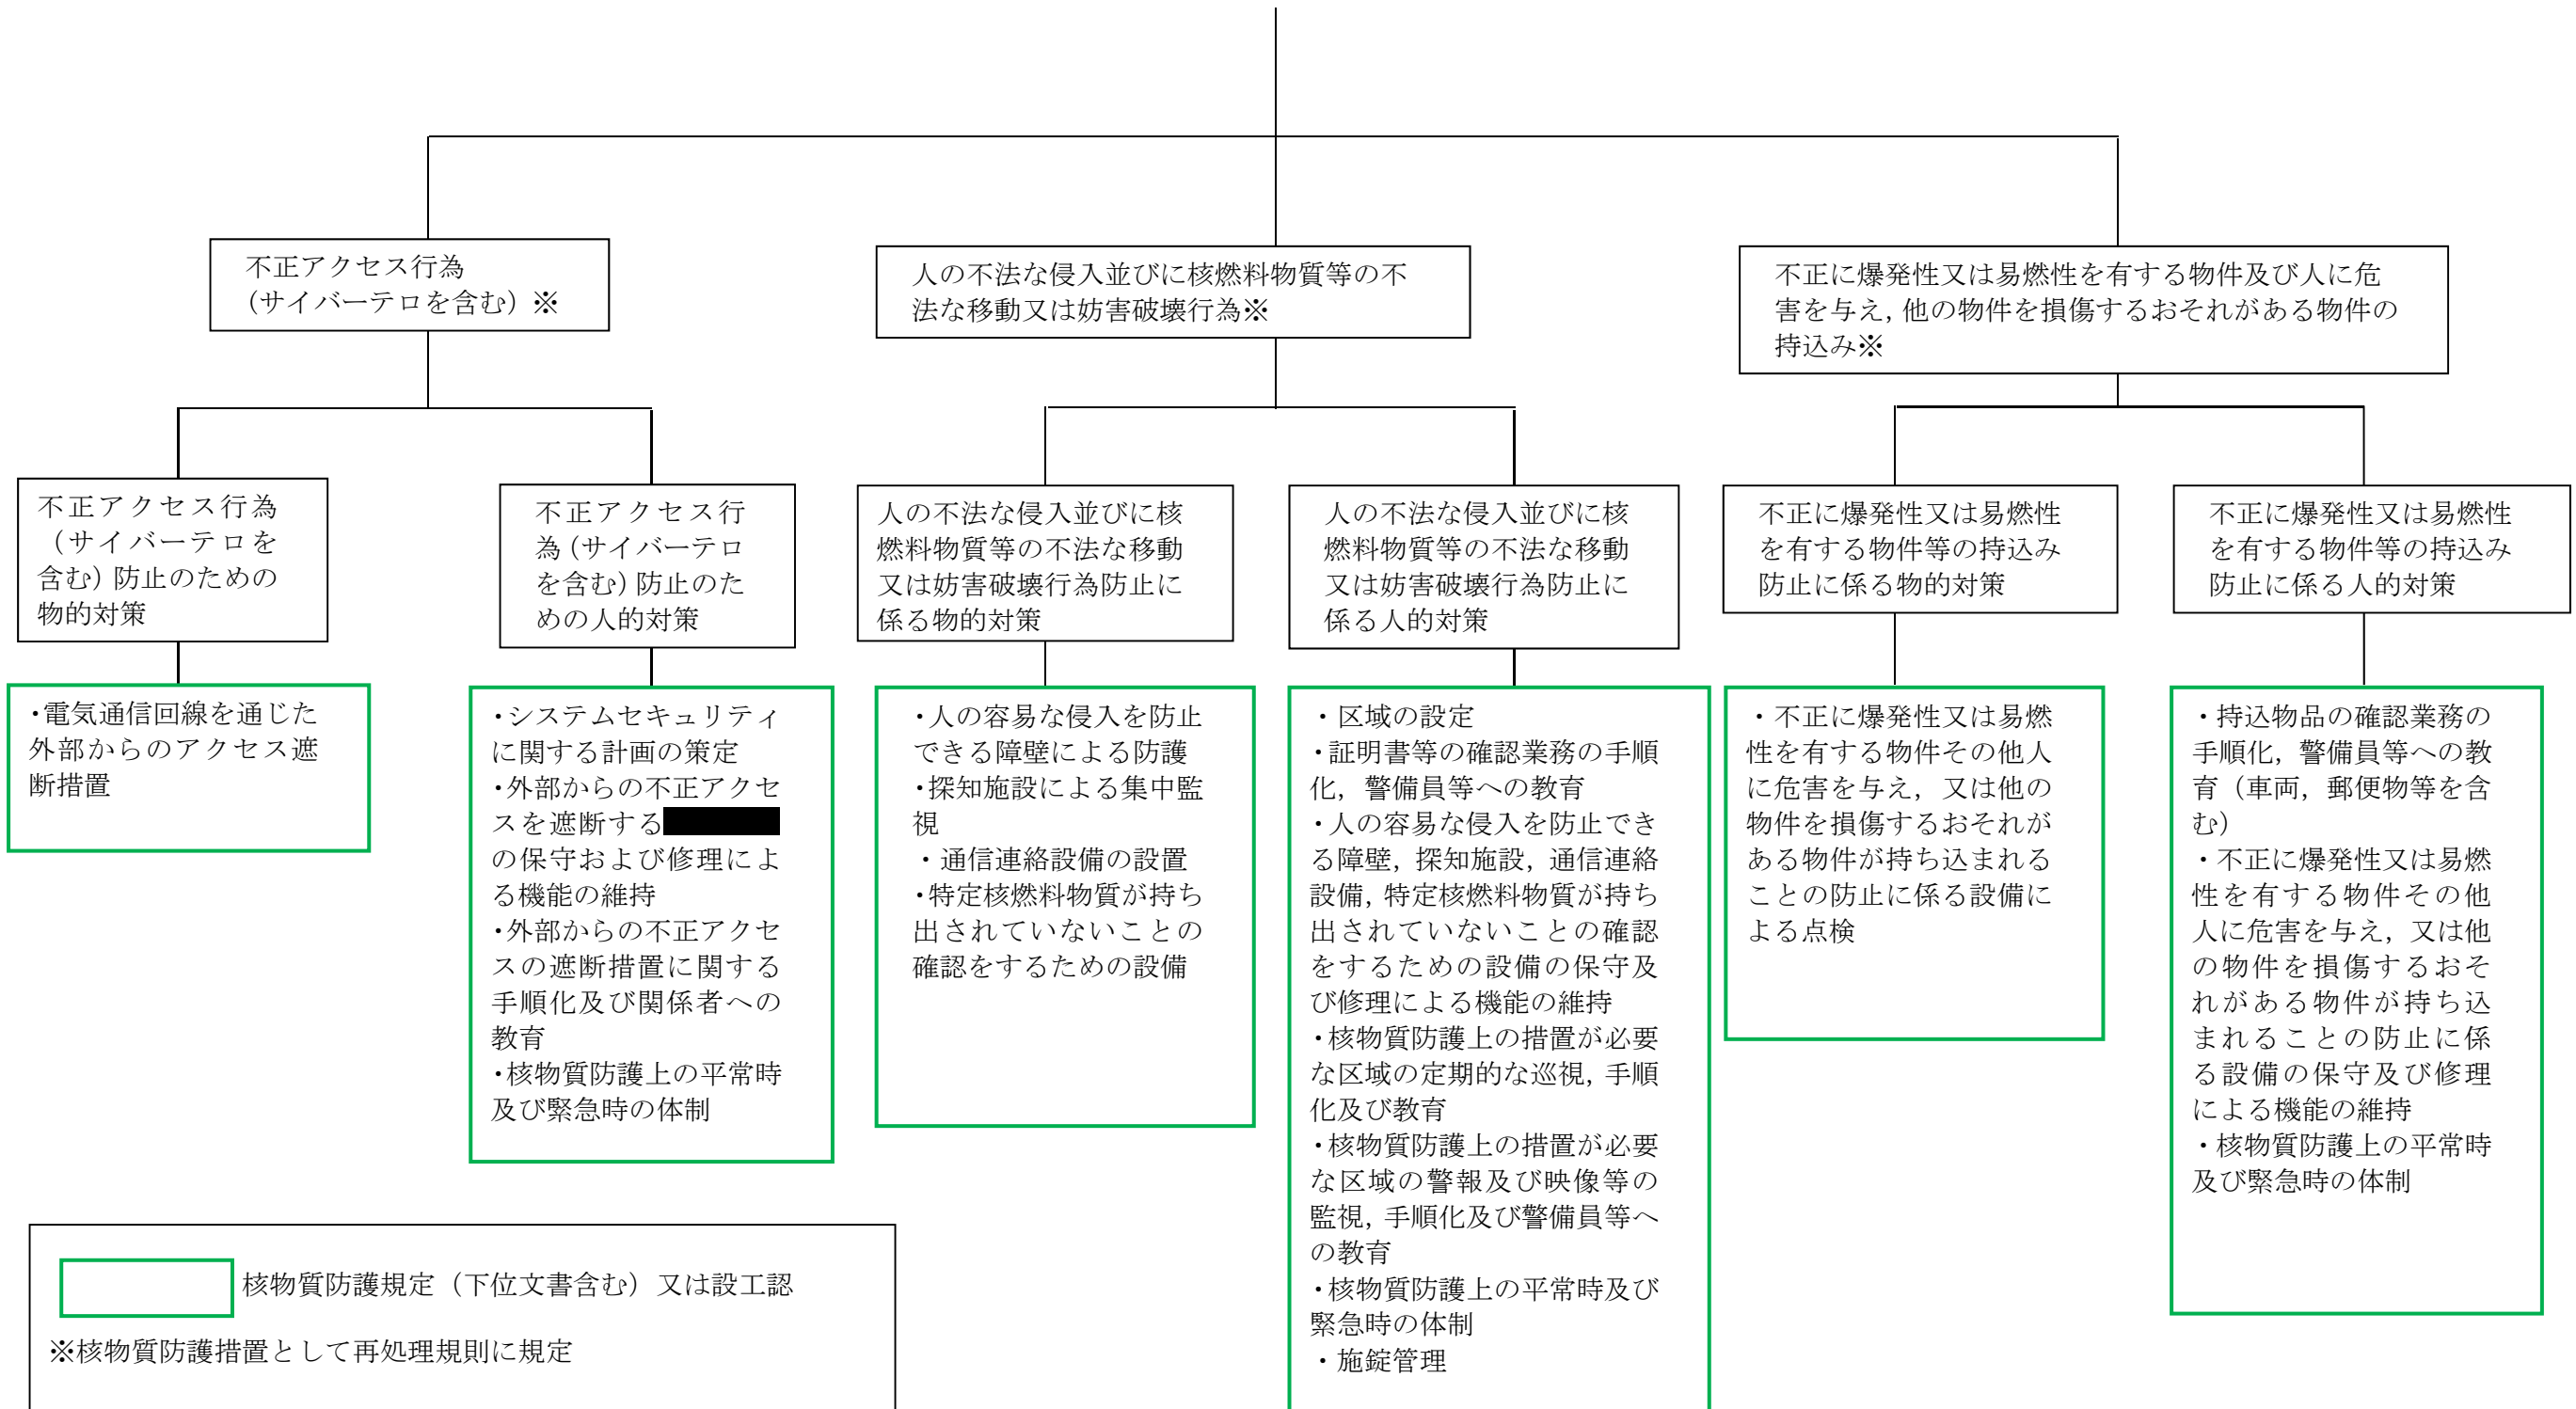 不正アクセス行為
（サイバーテロを含む）※
人の不法な侵入並びに核燃料物質等の不
法な移動又は妨害破壊行為※
不正に爆発性又は易燃性を有する物件及び人に危
害を与え，他の物件を損傷するおそれがある物件の
持込み※
不正アクセス行為
（サイバーテロを
含む）防止のための
物的対策
不正アクセス行
為（サイバーテロ
を含む）防止のた
めの人的対策
人の不法な侵入並びに核
燃料物質等の不法な移動
又は妨害破壊行為防止に
係る物的対策
人の不法な侵入並びに核
燃料物質等の不法な移動
又は妨害破壊行為防止に
係る人的対策
不正に爆発性又は易燃性
を有する物件等の持込み
防止に係る物的対策
不正に爆発性又は易燃性
を有する物件等の持込み
防止に係る人的対策
・電気通信回線を通じた
外部からのアクセス遮
断措置
・システムセキュリティ
に関する計画の策定
・外部からの不正アクセ
スを遮断する
の保守および修理によ
る機能の維持
・外部からの不正アクセ
スの遮断措置に関する
手順化及び関係者への
教育
・核物質防護上の平常時
及び緊急時の体制
・人の容易な侵入を防止
できる障壁による防護
・探知施設による集中監
視
・通信連絡設備の設置
・特定核燃料物質が持ち
出されていないことの
確認をするための設備
・区域の設定
・証明書等の確認業務の手順
化，警備員等への教育
・人の容易な侵入を防止でき
る障壁，探知施設，通信連絡
設備，特定核燃料物質が持ち
出されていないことの確認
をするための設備の保守及
び修理による機能の維持
・核物質防護上の措置が必要
な区域の定期的な巡視，手順
化及び教育
・核物質防護上の措置が必要
な区域の警報及び映像等の
監視，手順化及び警備員等へ
の教育
・核物質防護上の平常時及び
緊急時の体制
・施錠管理
・不正に爆発性又は易燃
性を有する物件その他人
に危害を与え，又は他の
物件を損傷するおそれが
ある物件が持ち込まれる
ことの防止に係る設備に
よる点検
・持込物品の確認業務の
手順化，警備員等への教
育（車両，郵便物等を含
む）
・不正に爆発性又は易燃
性を有する物件その他
人に危害を与え，又は他
の物件を損傷するおそ
れがある物件が持ち込
まれることの防止に係
る設備の保守及び修理
による機能の維持
・核物質防護上の平常時
及び緊急時の体制
核物質防護規定（下位文書含む）又は設工認
※核物質防護措置として再処理規則に規定